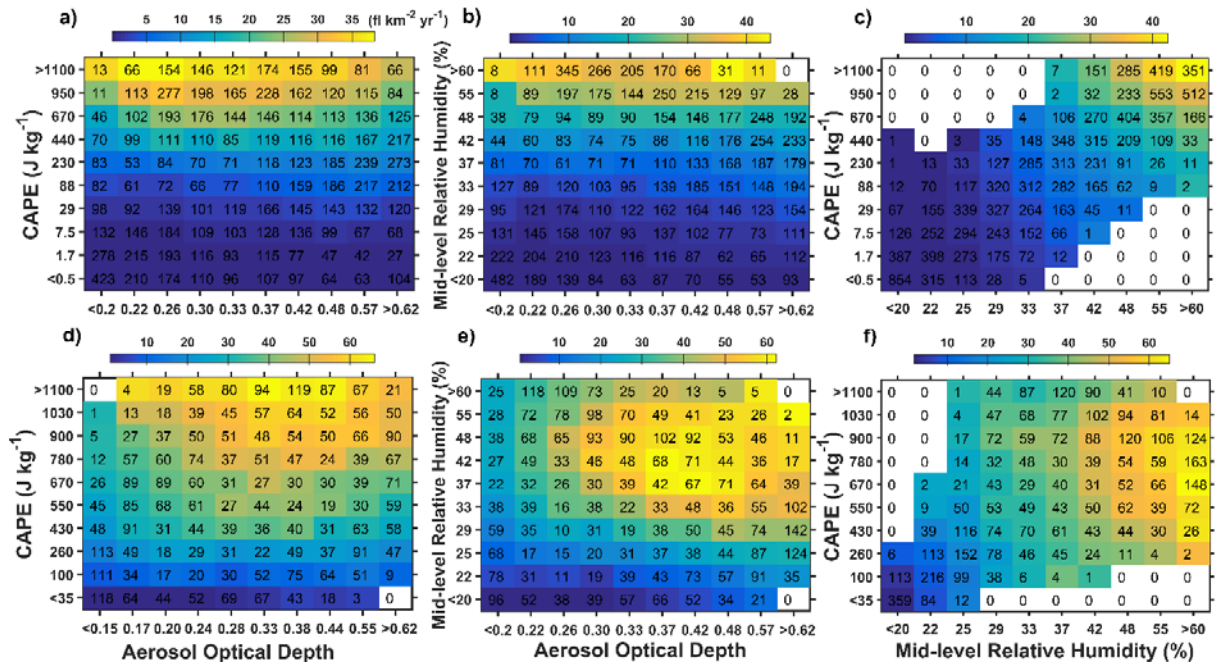 a) 5 10 15 20 25 30 35 (fl km-2 yr-1)
CAPE (J kg-1)
>1100 13 66 154 146 121 174 155 99 81 66
950 11 113 277 198 165 228 162 120 115 84
670 46 102 193 176 144 146 114 113 136 125
440 70 99 111 110 85 119 116 116 167 217
230 83 53 84 70 71 118 123 185 239 273
88 82 61 72 66 77 110 159 186 217 212
29 98 92 139 101 119 166 145 143 132 120
7.5 132 146 184 109 103 128 136 99 67 68
1.7 278 215 193 116 93 115 77 47 42 27
<0.5 423 210 174 110 96 107 97 64 63 104
<0.2 0.22 0.26 0.30 0.33 0.37 0.42 0.48 0.57 >0.62
b) 10 20 30 40
Mid-level Relative Humidity (%)
>60 8 111 345 266 205 170 66 31 11 0
55 8 89 197 175 144 250 215 129 97 28
48 38 79 94 89 90 154 146 177 248 192
42 44 60 83 74 75 86 116 176 254 233
37 81 70 61 71 71 110 133 168 187 179
33 127 89 120 103 95 139 185 151 148 194
29 95 121 174 110 122 162 164 146 123 154
25 131 145 158 107 93 137 102 75 73 111
22 222 204 210 123 116 116 87 62 65 112
<20 482 189 139 84 63 87 70 55 53 93
<0.2 0.22 0.26 0.30 0.33 0.37 0.42 0.48 0.57 >0.62
c) 10 20 30 40
>1100 0 0 0 0 0 7 151 285 419 351
950 0 0 0 0 0 2 32 233 553 512
670 0 0 0 0 4 106 270 404 357 166
440 1 0 3 35 148 348 315 209 109 33
230 1 13 33 127 285 313 231 91 26 11
88 12 70 117 320 312 282 165 62 9 2
29 67 155 339 327 264 163 45 11 0 0
7.5 126 252 294 243 152 66 1 0 0 0
1.7 387 398 273 175 72 12 0 0 0 0
<0.5 854 315 113 28 5 0 0 0 0 0
<20 22 25 29 33 37 42 48 55 >60
d) 10 20 30 40 50 60
CAPE (J kg-1)
>1100 0 4 19 58 80 94 119 87 67 21
1030 1 13 18 39 45 57 64 52 56 50
900 5 27 37 50 51 48 54 50 66 90
780 12 57 60 74 37 51 47 24 39 67
670 26 89 89 60 31 27 30 30 39 71
550 45 85 68 24 27 44 24 19 30 59
430 48 91 31 44 39 36 40 31 63 58
260 113 49 18 29 31 22 49 37 91 47
100 111 34 17 20 30 52 75 64 51 9
<35 118 64 44 52 69 67 43 18 3 0
<0.15 0.17 0.20 0.24 0.28 0.33 0.38 0.44 0.53 >0.62
Aerosol Optical Depth
e) 10 20 30 40 50 60
Mid-level Relative Humidity (%)
>60 25 118 109 73 25 20 13 5 5 0
55 28 72 78 98 70 49 41 23 26 2
48 38 68 65 93 90 102 92 53 46 11
42 27 49 33 46 48 68 71 44 36 17
37 22 32 26 30 38 42 67 71 64 39
33 38 39 16 38 22 33 48 36 55 102
29 59 35 10 31 19 38 50 45 74 142
25 68 17 15 20 31 37 38 44 87 124
22 78 31 11 19 39 43 73 57 91 35
<20 96 52 38 39 57 66 52 34 21 0
<0.2 0.22 0.26 0.30 0.33 0.37 0.42 0.48 0.57 >0.62
Aerosol Optical Depth
f) 10 20 30 40 50 60
CAPE (J kg-1)
>1100 0 0 1 44 87 120 90 41 10 0
1030 0 0 4 47 68 77 102 94 81 14
900 0 0 17 72 59 72 88 120 106 124
780 0 0 14 32 48 30 39 54 59 163
670 0 2 21 43 29 40 31 52 66 148
550 0 9 50 53 49 43 50 62 39 72
430 0 39 116 74 70 61 43 44 30 26
260 6 113 152 78 46 45 24 11 4 2
100 113 216 99 38 6 4 1 0 0 0
<35 359 84 12 0 0 0 0 0 0 0
<20 22 25 29 33 37 42 48 55 >60
Mid-level Relative Humidity (%)